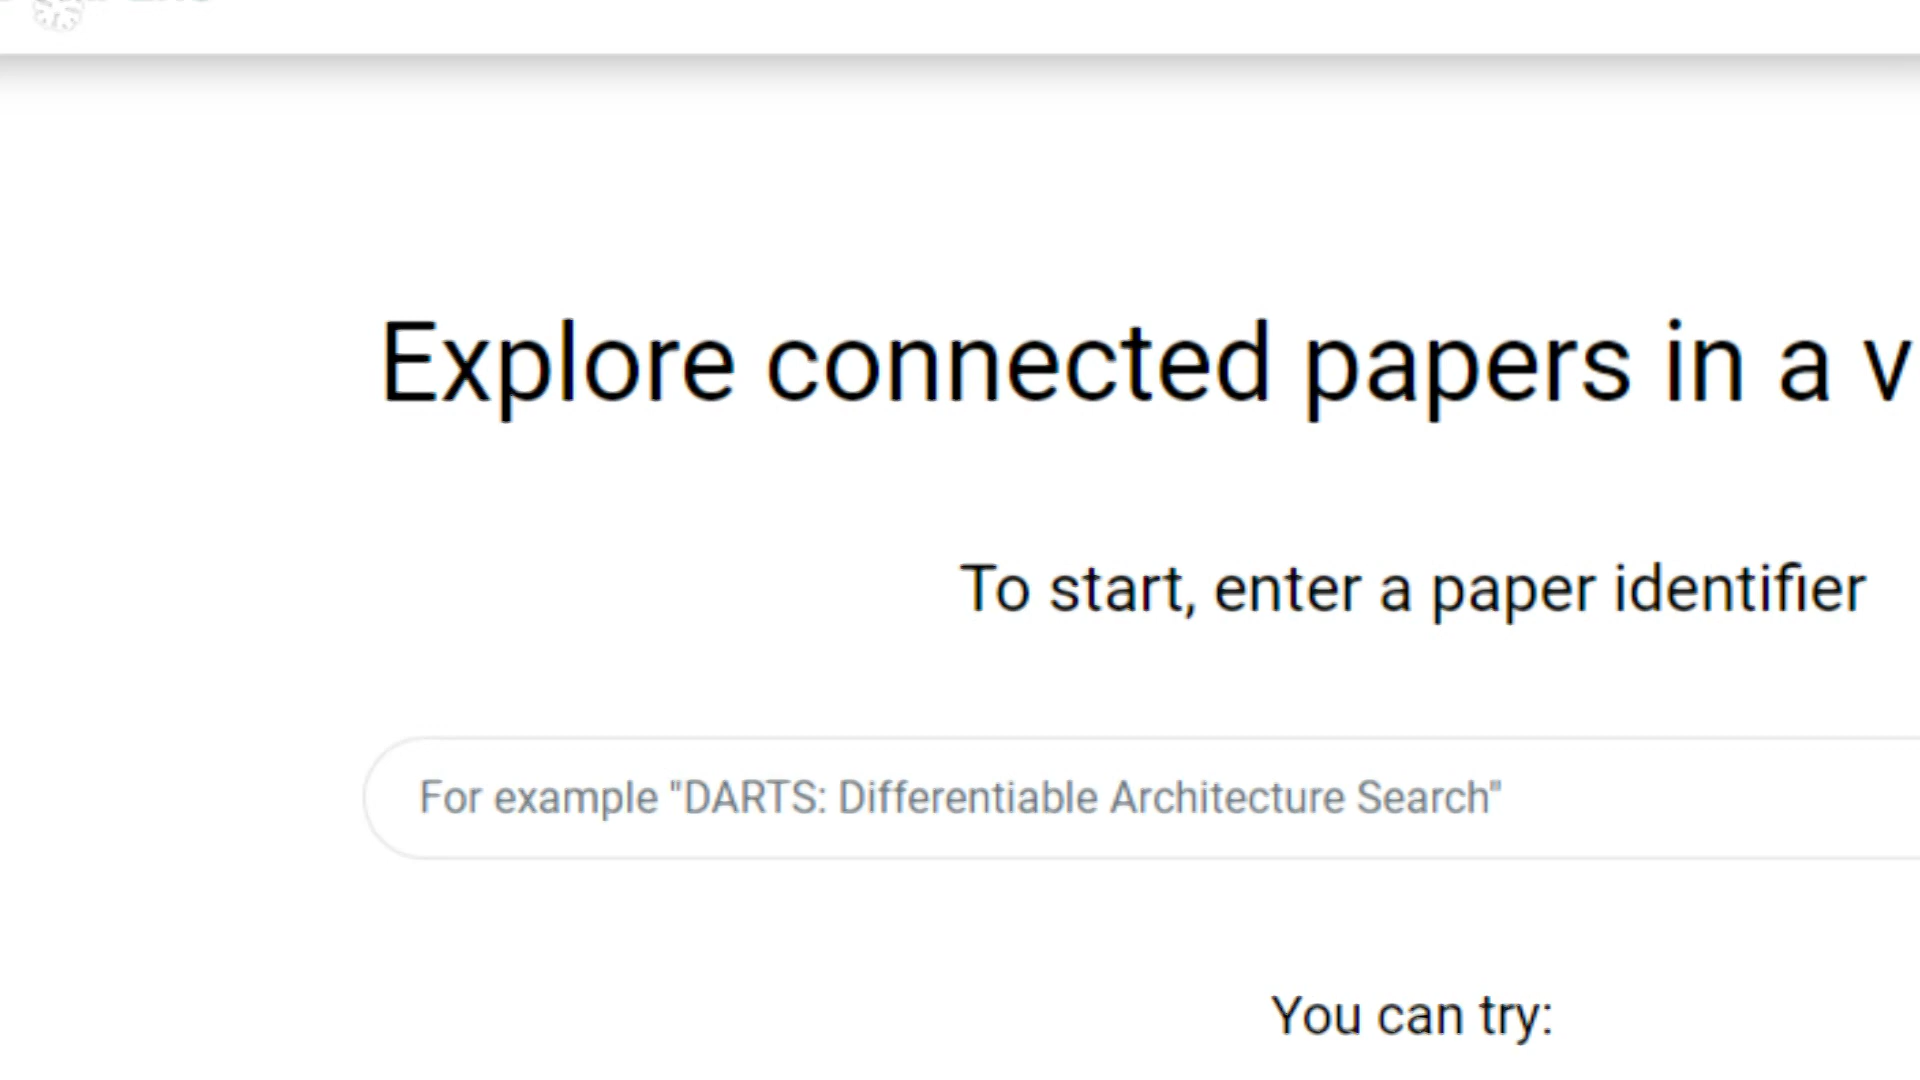 Explore connected papers in a v
To start, enter a paper identifier
For example "DARTS: Differentiable Architecture Search"
You can try: